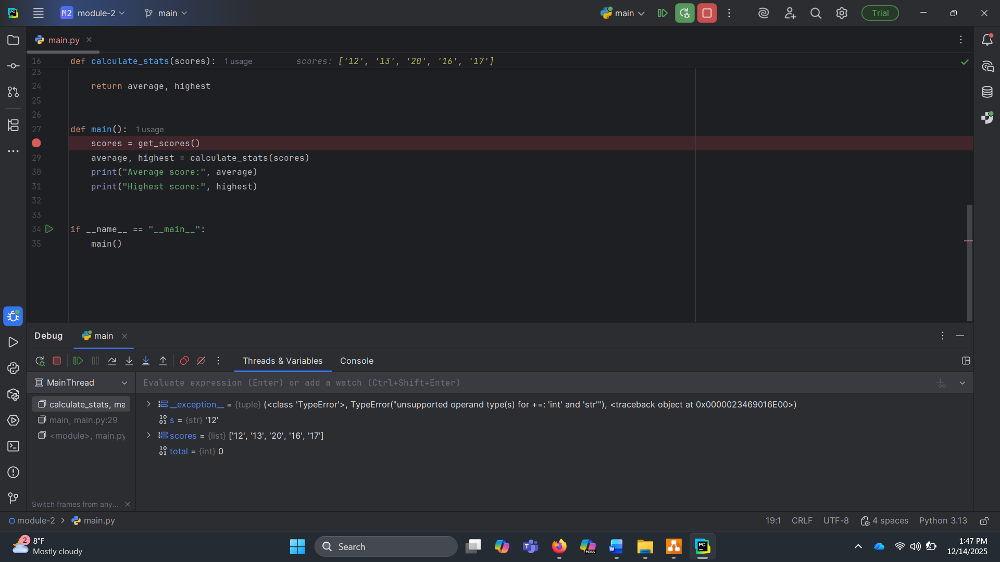 M2 module-2 main main Trial
main.py
16 def calculate_stats(scores): 1 usage scores: ['12', '13', '20', '16', '17']
23
24 return average, highest
25
26
27 def main(): 1 usage
scores = get_scores()
29 average, highest = calculate_stats(scores)
30 print("Average score:", average)
31 print("Highest score:", highest)
32
33
34 if __name__ == "__main__":
35 main()
Debug main
Threads & Variables Console
MainThread Evaluate expression (Enter) or add a watch (Ctrl+Shift+Enter)
calculate_stats, ma
main, main.py:29
<module>, main.py
__exception__ = {tuple} (<class 'TypeError'>, TypeError("unsupported operand type(s) for +=: 'int' and 'str'"), <traceback object at 0x0000023469016E00>)
s = {str} '12'
scores = {list} ['12', '13', '20', '16', '17']
total = {int} 0
Switch frames from any...
module-2 > main.py 19:1 CRLF UTF-8 4 spaces Python 3.13
2 8°F
Mostly cloudy
Search
M365
1:47 PM
12/14/2025